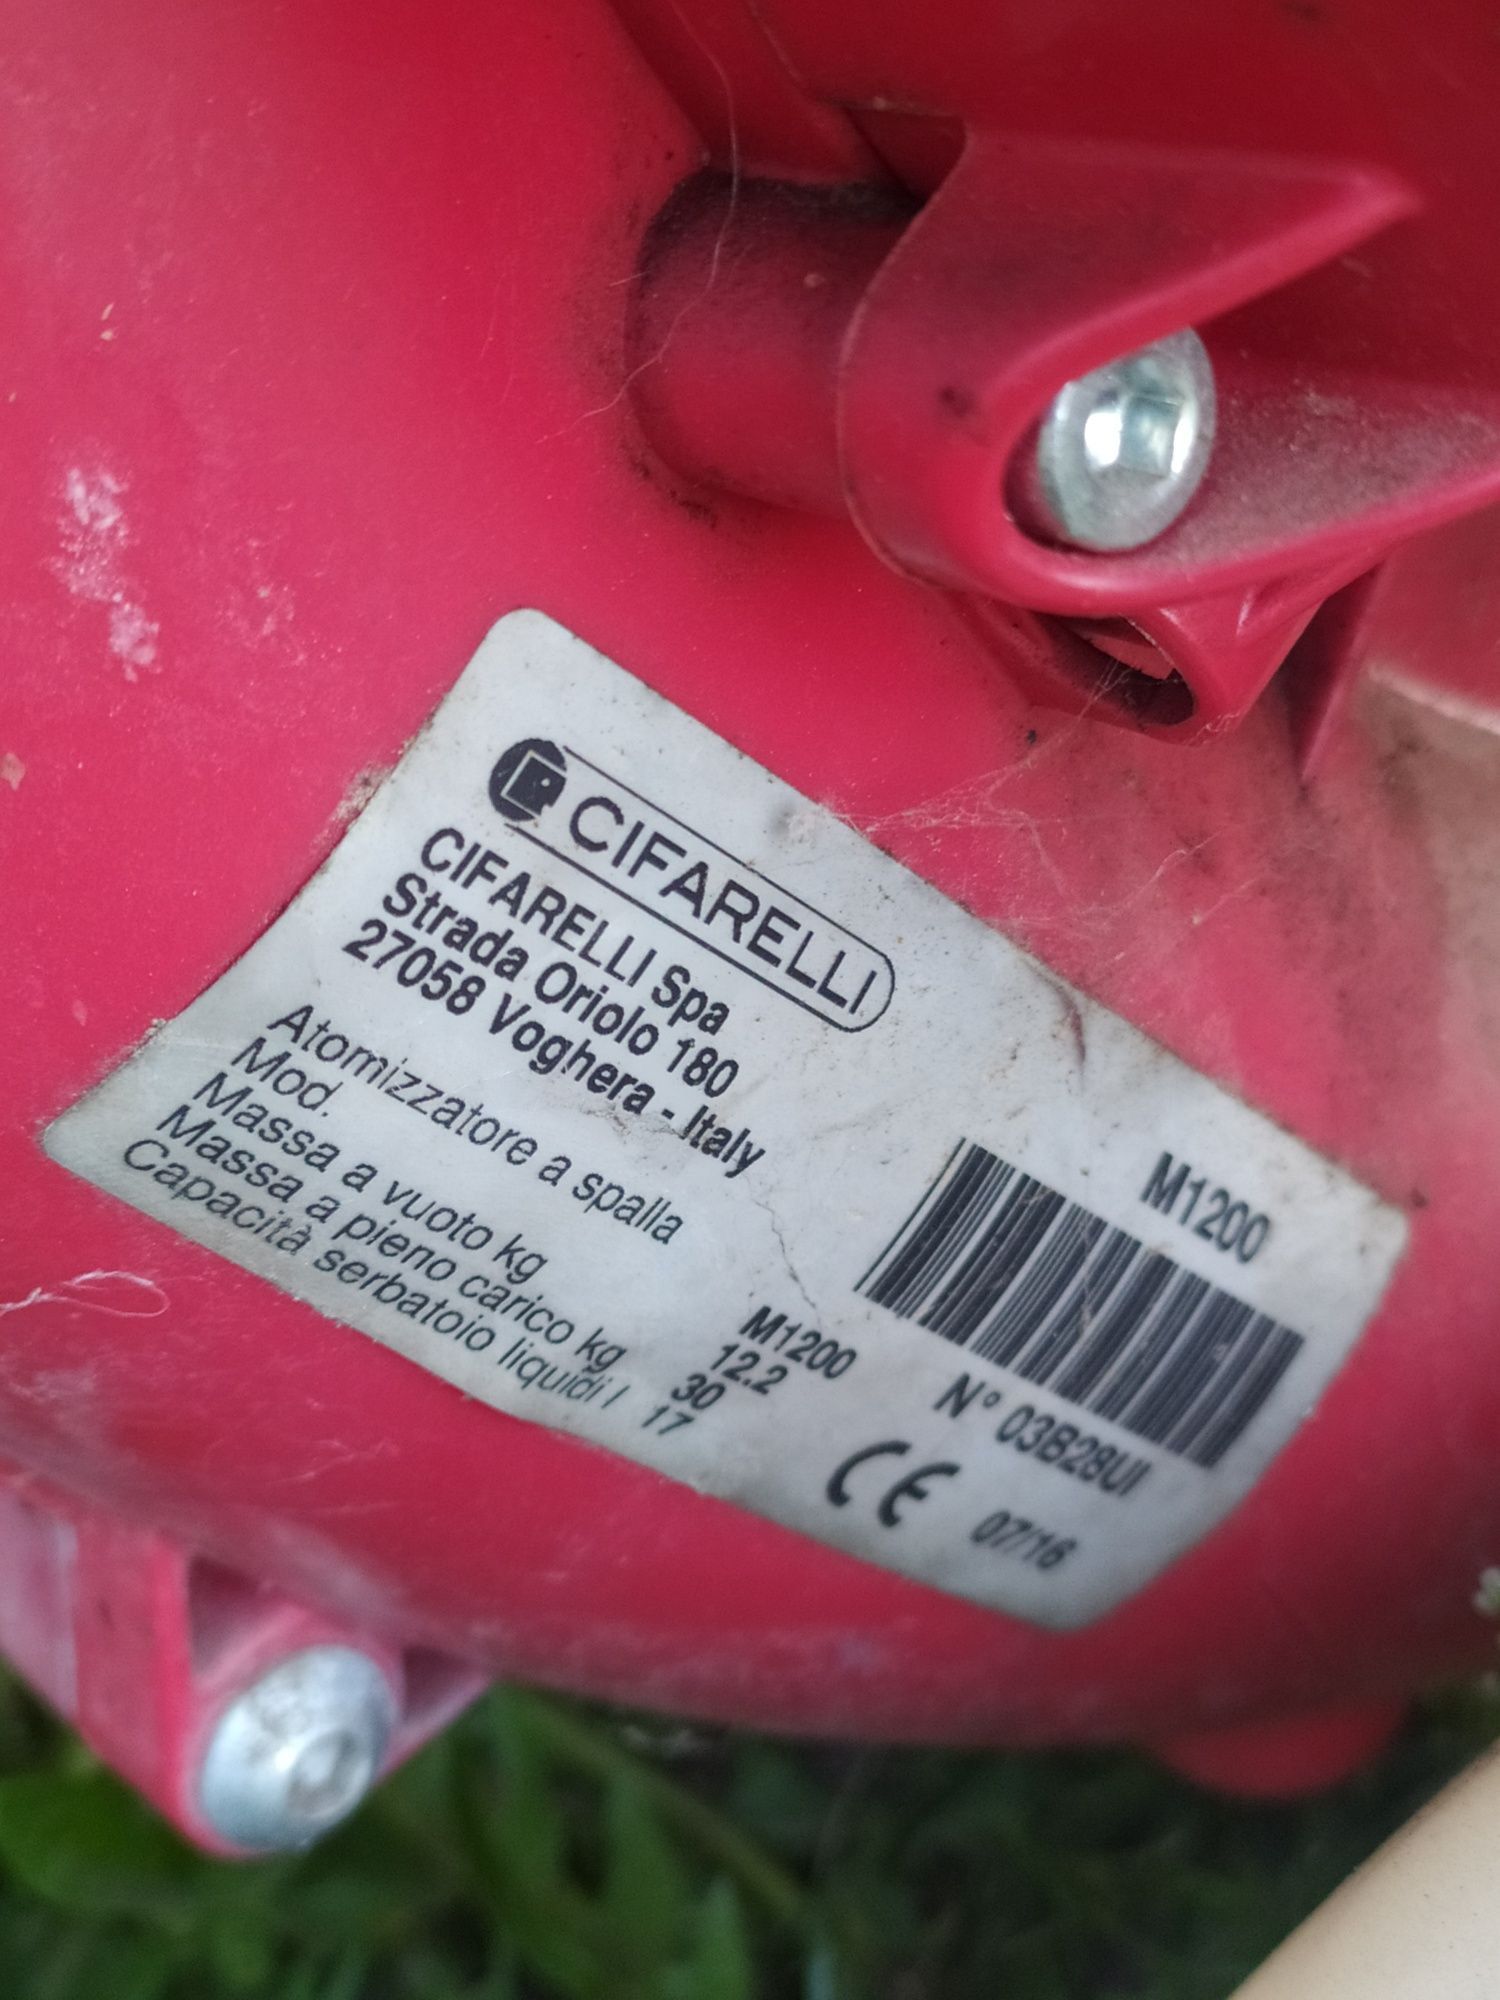 CIFARELLI
CIFARELLI Spa
Strada Oriolo 180
27058 Voghera - Italy
Atomizzatore a spalla
Mod. M1200
Massa a vuoto kg 12.2
Massa a pieno carico kg 30
Capacità serbatoio liquidi l 17
M1200
N° 03B28UI
CE 07/16